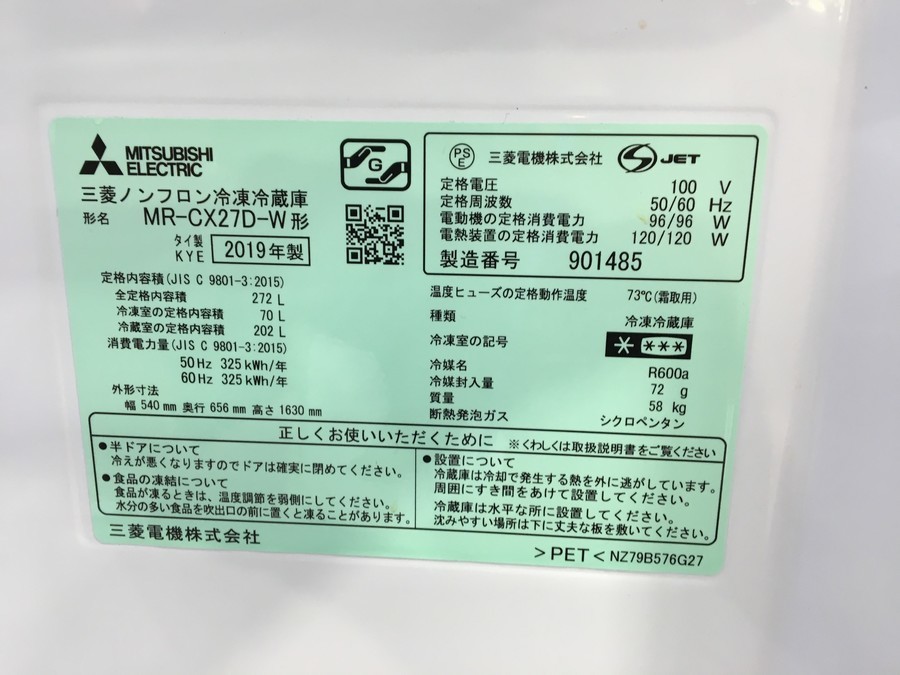 MITSUBISHI
ELECTRIC
G
三菱ノンフロン冷凍冷蔵庫
形名 MR-CX27D-W形
タイ製
KYE 2019年製
定格内容積(JIS C 9801-3:2015)
全定格内容積 272 L
冷凍室の定格内容積 70 L
冷蔵室の定格内容積 202 L
消費電力量(JIS C 9801-3:2015)
50Hz 325kWh/年
60Hz 325kWh/年
外形寸法
幅 540mm 奥行 656mm 高さ 1630mm
PSE 三菱電機株式会社 JET
定格電圧 100 V
定格周波数 50/60 Hz
電動機の定格消費電力 96/96 W
電熱装置の定格消費電力 120/120 W
製造番号 901485
温度ヒューズの定格動作温度 73℃(霜取用)
種類 冷凍冷蔵庫
冷凍室の記号 * ***
冷媒名 R600a
冷媒封入量 72 g
質量 58 kg
断熱発泡ガス シクロペンタン
正しくお使いいただくために ※くわしくは取扱説明書をご覧ください
●半ドアについて
冷えが悪くなりますのでドアは確実に閉めてください。
●食品の凍結について
食品が凍るときは、温度調節を弱側にしてください。
水分の多い食品を吹出口の前に置くと凍ることがあります。
●設置について
冷蔵庫は冷却で発生する熱を外に逃がしています。
周囲にすき間をあけて設置してください。
冷蔵庫は水平な所に設置してください。
沈みやすい場所は下に丈夫な板を敷いてください。
三菱電機株式会社
>PET< NZ79B576G27